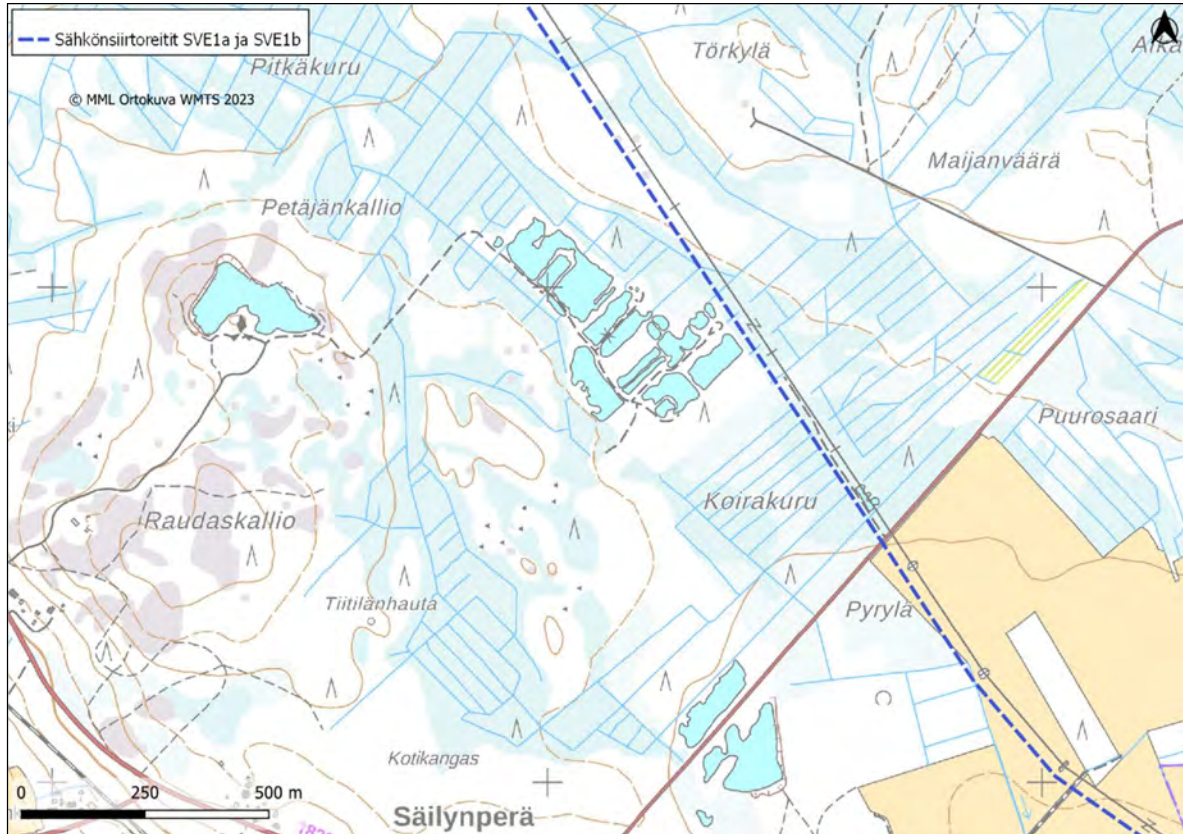 Sähkönsiirtoreitit SVE1a ja SVE1b
Törkylä
Pitkäkuru
© MML Ortokuva WMTS 2023
Maijanväärä
Petäjänkallio
Puurosaari
Koirakuru
Raudaskallio
Tiitilänhauta
Pyrylä
Kotikangas
0 250 500 m
Säilynperä